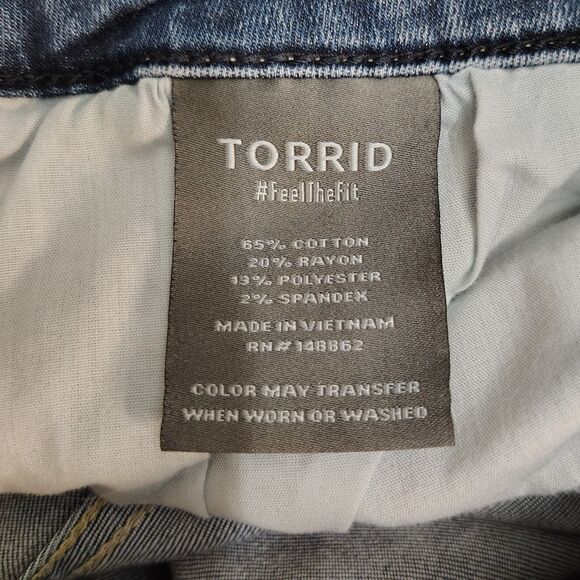 TORRID
#FeelTheFit
65% COTTON
20% RAYON
13% POLYESTER
2% SPANDEX
MADE IN VIETNAM
RN# 148862
COLOR MAY TRANSFER
WHEN WORN OR WASHED